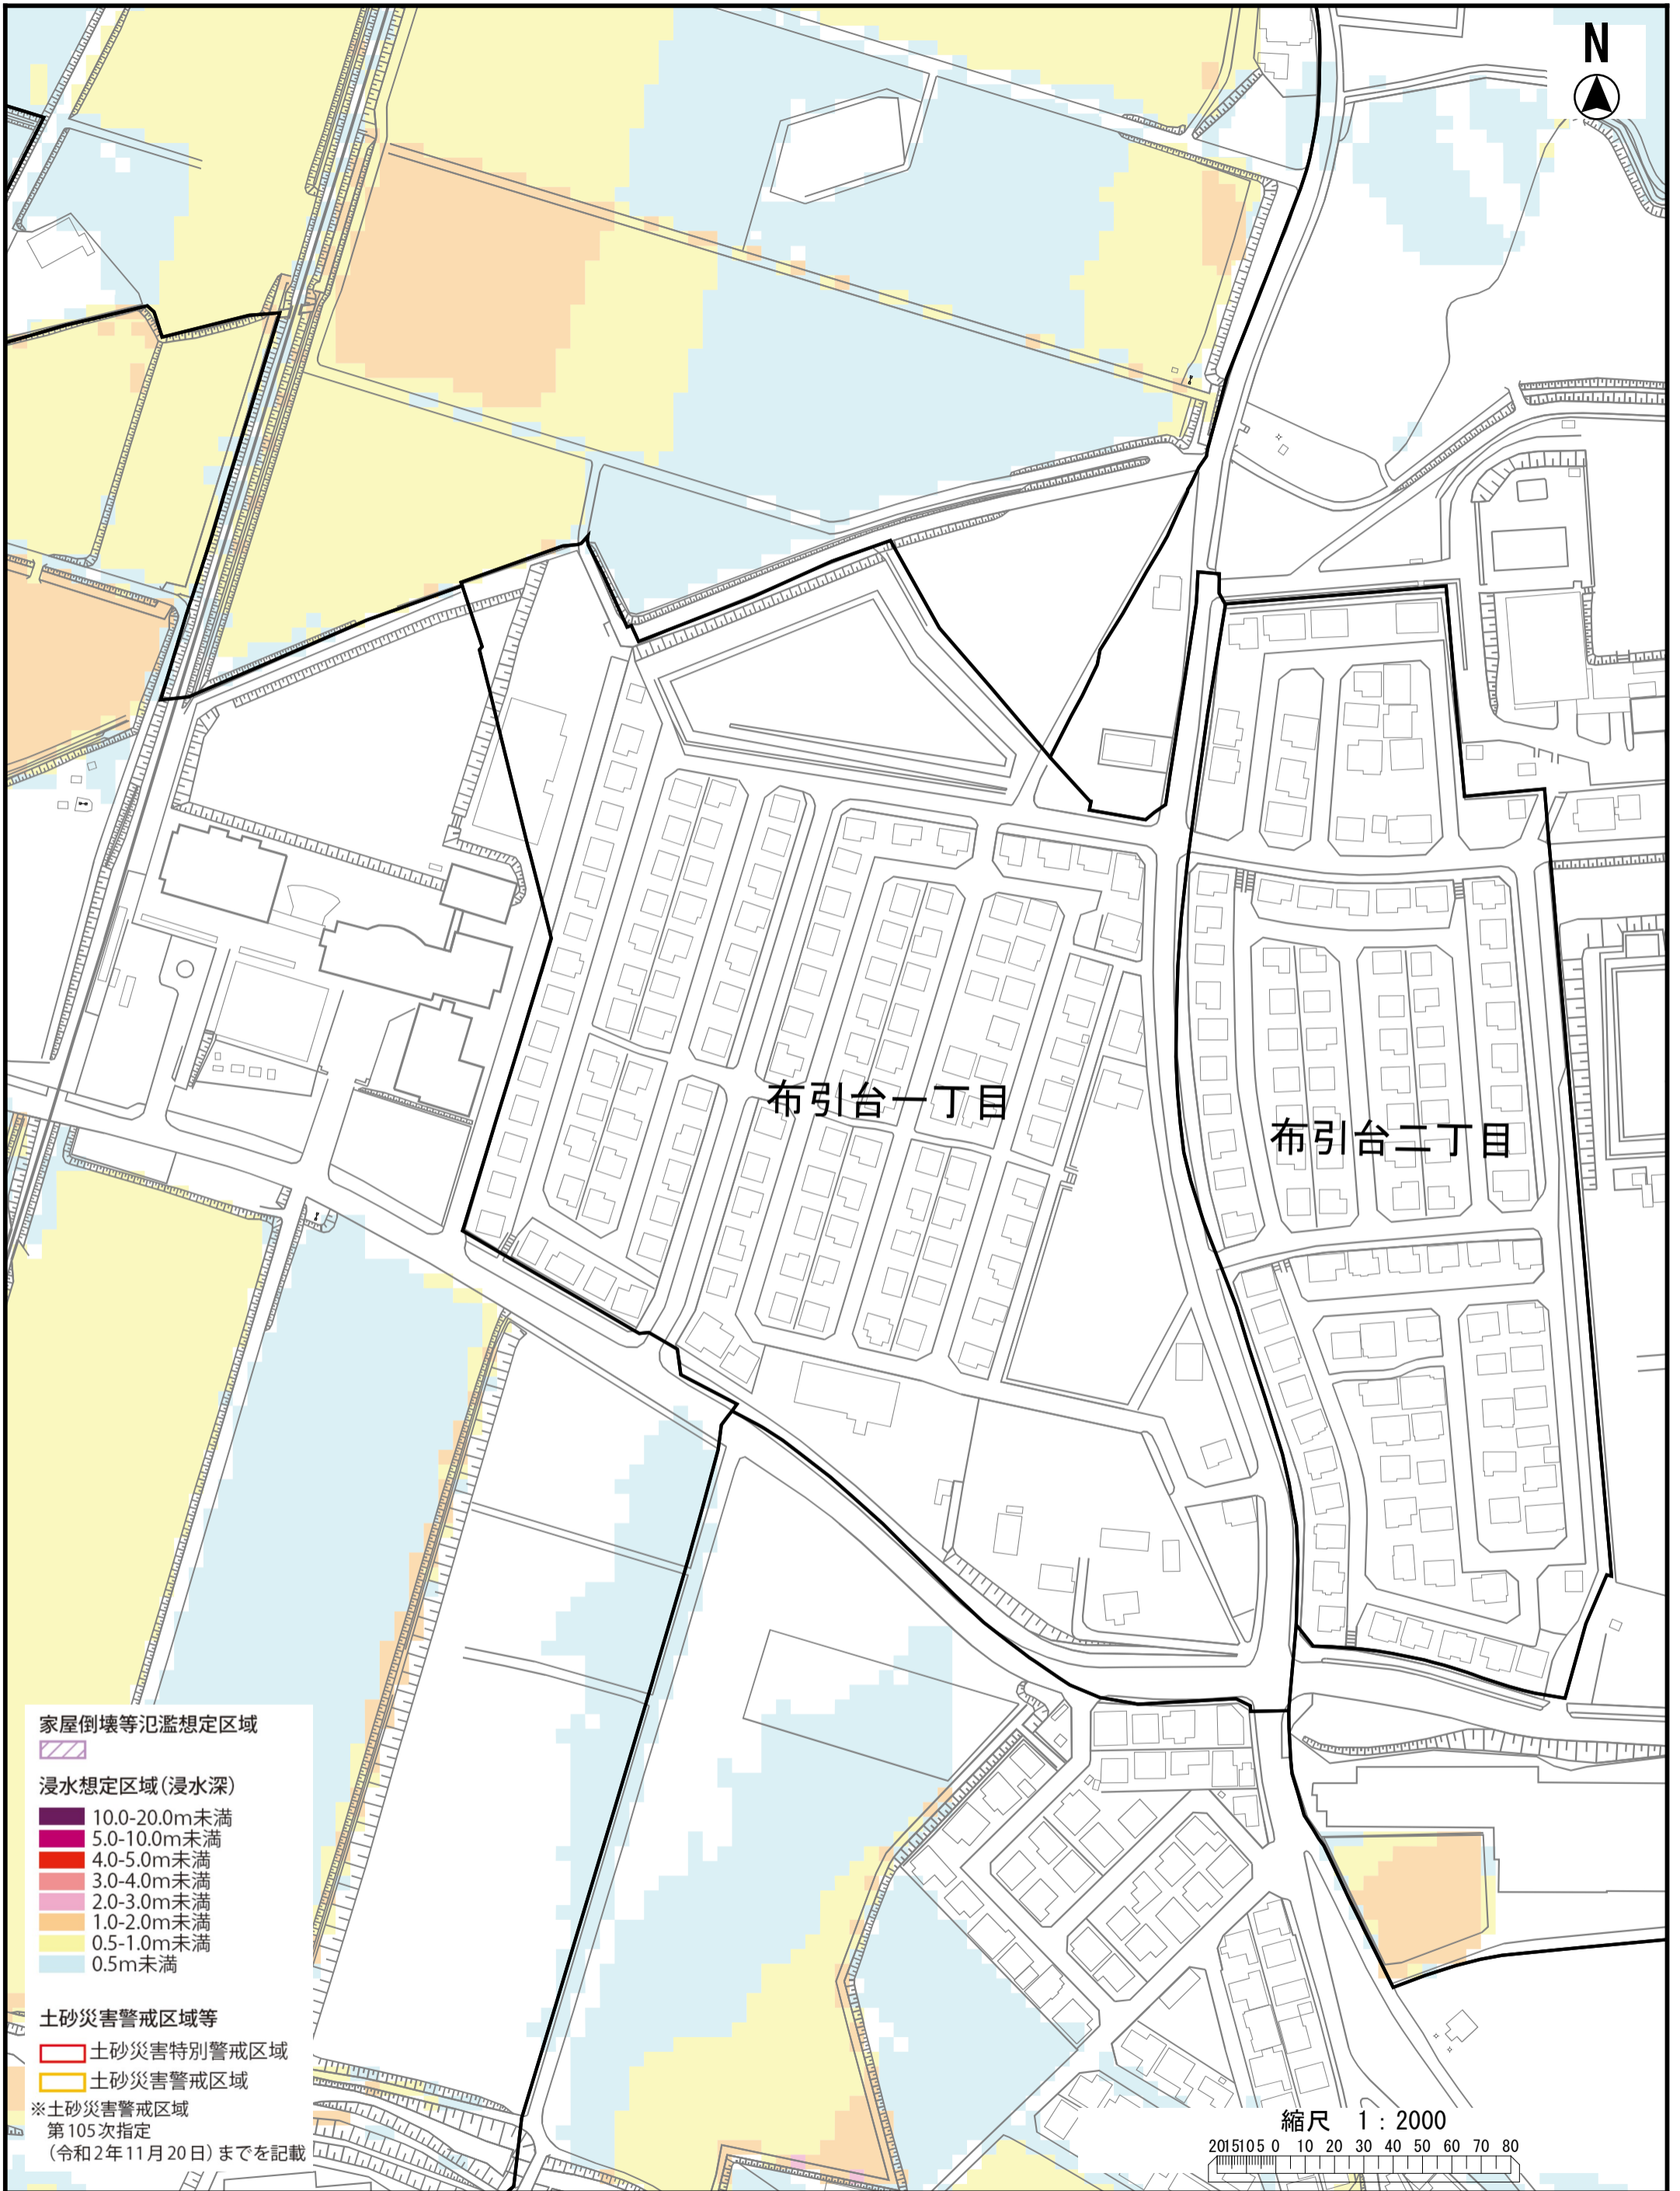 N
布引台一丁目
布引台二丁目
家屋倒壊等氾濫想定区域
浸水想定区域(浸水深)
10.0-20.0m未満
5.0-10.0m未満
4.0-5.0m未満
3.0-4.0m未満
2.0-3.0m未満
1.0-2.0m未満
0.5-1.0m未満
0.5m未満
土砂災害警戒区域等
土砂災害特別警戒区域
土砂災害警戒区域
※土砂災害警戒区域
第105次指定
(令和2年11月20日)までを記載
縮尺 1:2000
20 15 10 5 0 10 20 30 40 50 60 70 80